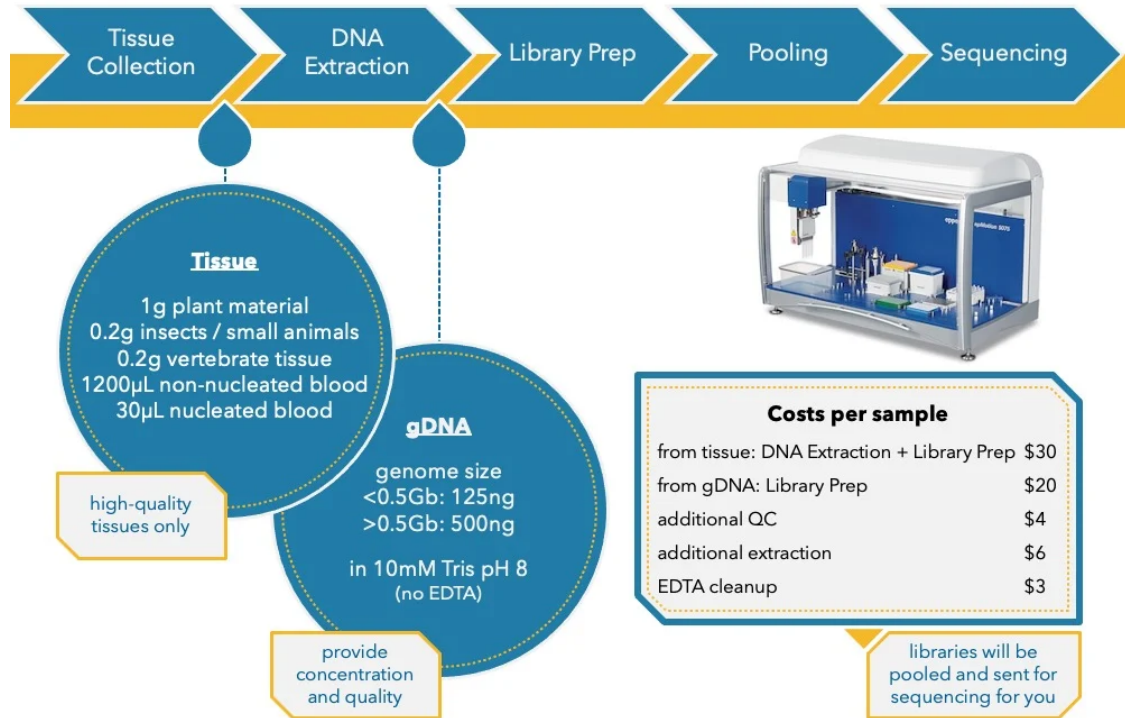 Tissue
Collection
DNA
Extraction
Library Prep
Pooling
Sequencing
Tissue
1g plant material
0.2g insects / small animals
0.2g vertebrate tissue
1200µL non-nucleated blood
30µL nucleated blood
high-quality
tissues only
gDNA
genome size
<0.5Gb: 125ng
>0.5Gb: 500ng
in 10mM Tris pH 8
(no EDTA)
provide
concentration
and quality
Costs per sample
from tissue: DNA Extraction + Library Prep $30
from gDNA: Library Prep $20
additional QC $4
additional extraction $6
EDTA cleanup $3
libraries will be
pooled and sent for
sequencing for you